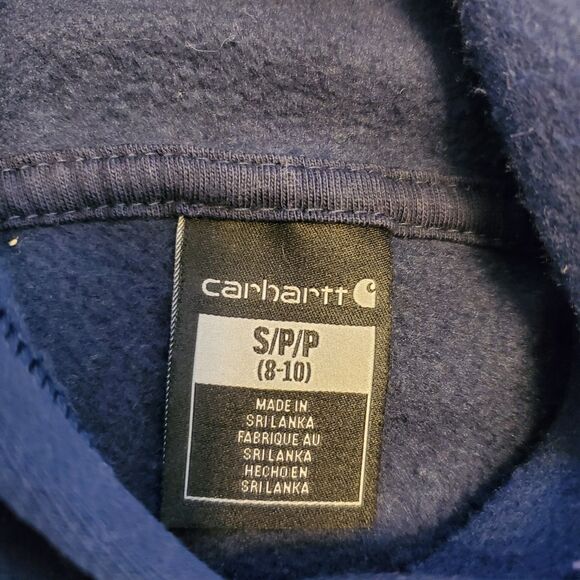 carhartt
S/P/P
(8-10)
MADE IN
SRI LANKA
FABRIQUE AU
SRI LANKA
HECHO EN
SRI LANKA